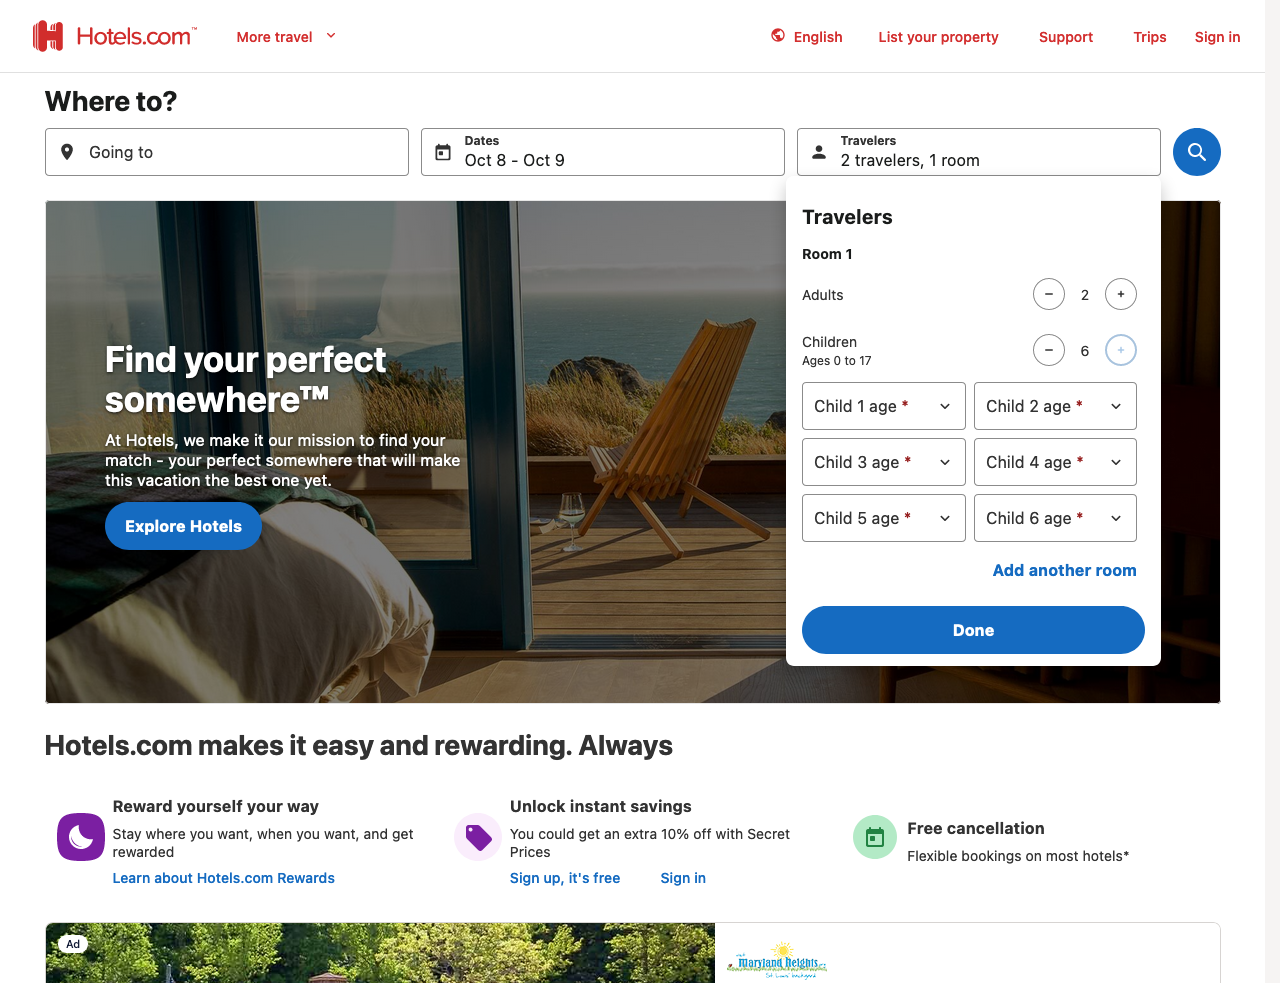 Hotels.com™
More travel
English
List your property
Support
Trips
Sign in
Where to?
Going to
Dates
Oct 8 - Oct 9
Travelers
2 travelers, 1 room
Travelers
Room 1
Adults
2
Children
6
Ages 0 to 17
Child 1 age *
Child 2 age *
Child 3 age *
Child 4 age *
Child 5 age *
Child 6 age *
Add another room
Done
Find your perfect
somewhere™
At Hotels, we make it our mission to find your
match - your perfect somewhere that will make
this vacation the best one yet.
Explore Hotels
Hotels.com makes it easy and rewarding. Always
Reward yourself your way
Stay where you want, when you want, and get
rewarded
Learn about Hotels.com Rewards
Unlock instant savings
You could get an extra 10% off with Secret
Prices
Sign up, it's free
Sign in
Free cancellation
Flexible bookings on most hotels*
Ad
Maryland Heights
St. Louis' backyard